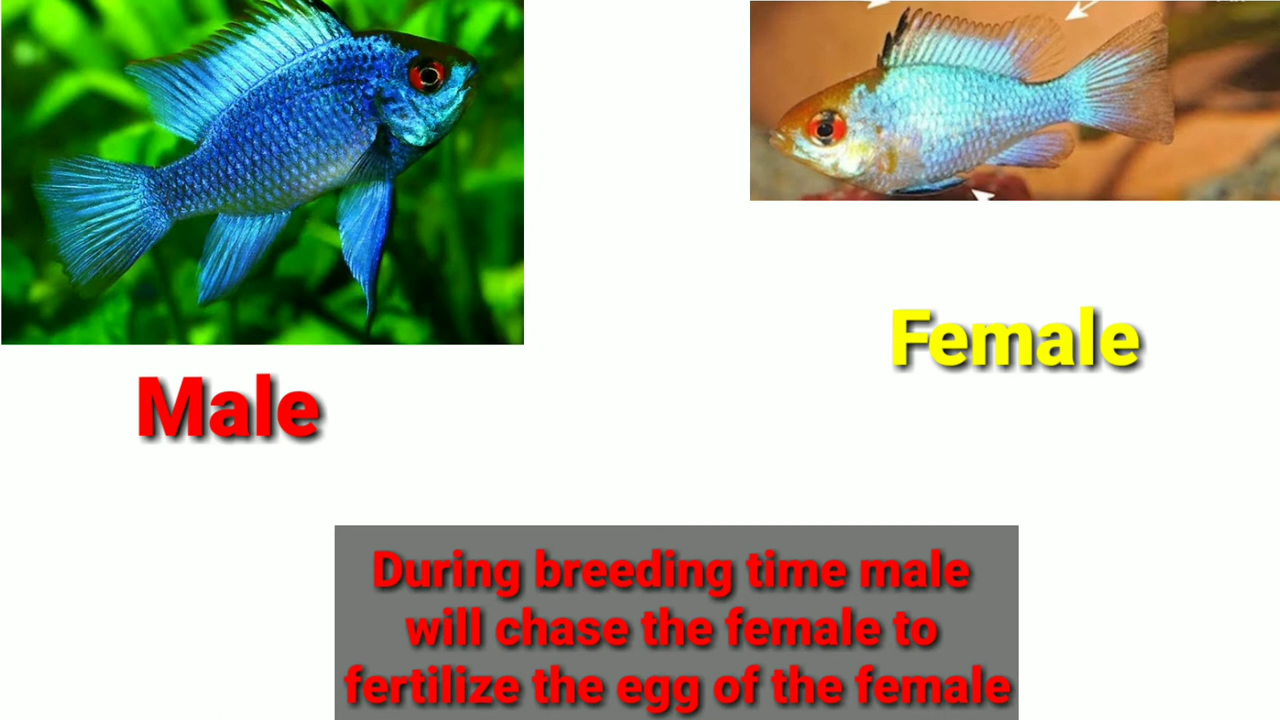 Male
Female
During breeding time male
will chase the female to
fertilize the egg of the female